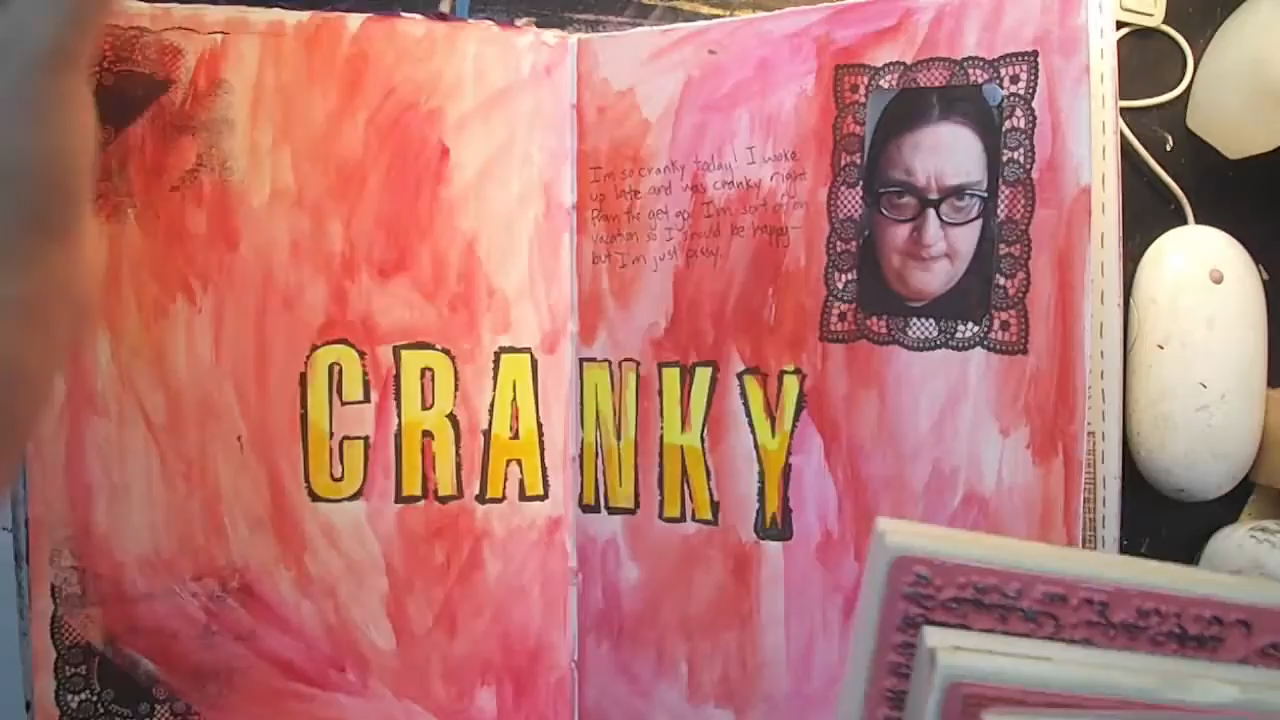 I'm so cranky today! I woke
up late and was cranky right
from the get go. I'm sort of on
vacation so I should be happy—
but I'm just pissy.
CRANKY